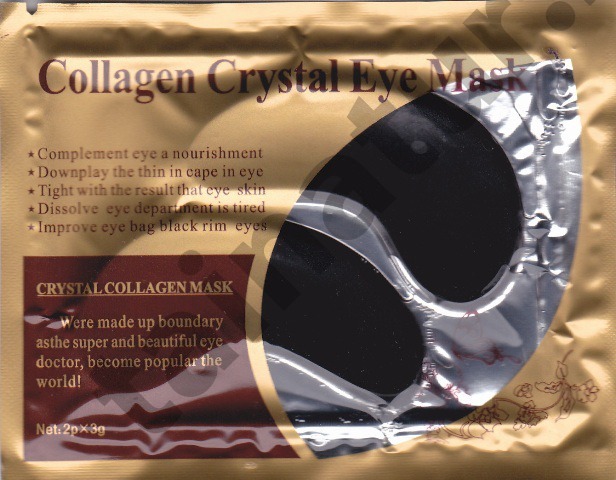 Collagen Crystal Eye Mask
★Complement eye a nourishment
★Downplay the thin in cape in eye
★Tight with the result that eye skin
★Dissolve eye department is tired
★Improve eye bag black rim eyes
CRYSTAL COLLAGEN MASK
Were made up boundary
asthe super and beautiful eye
doctor, become popular the
world!
Net:2p×3g